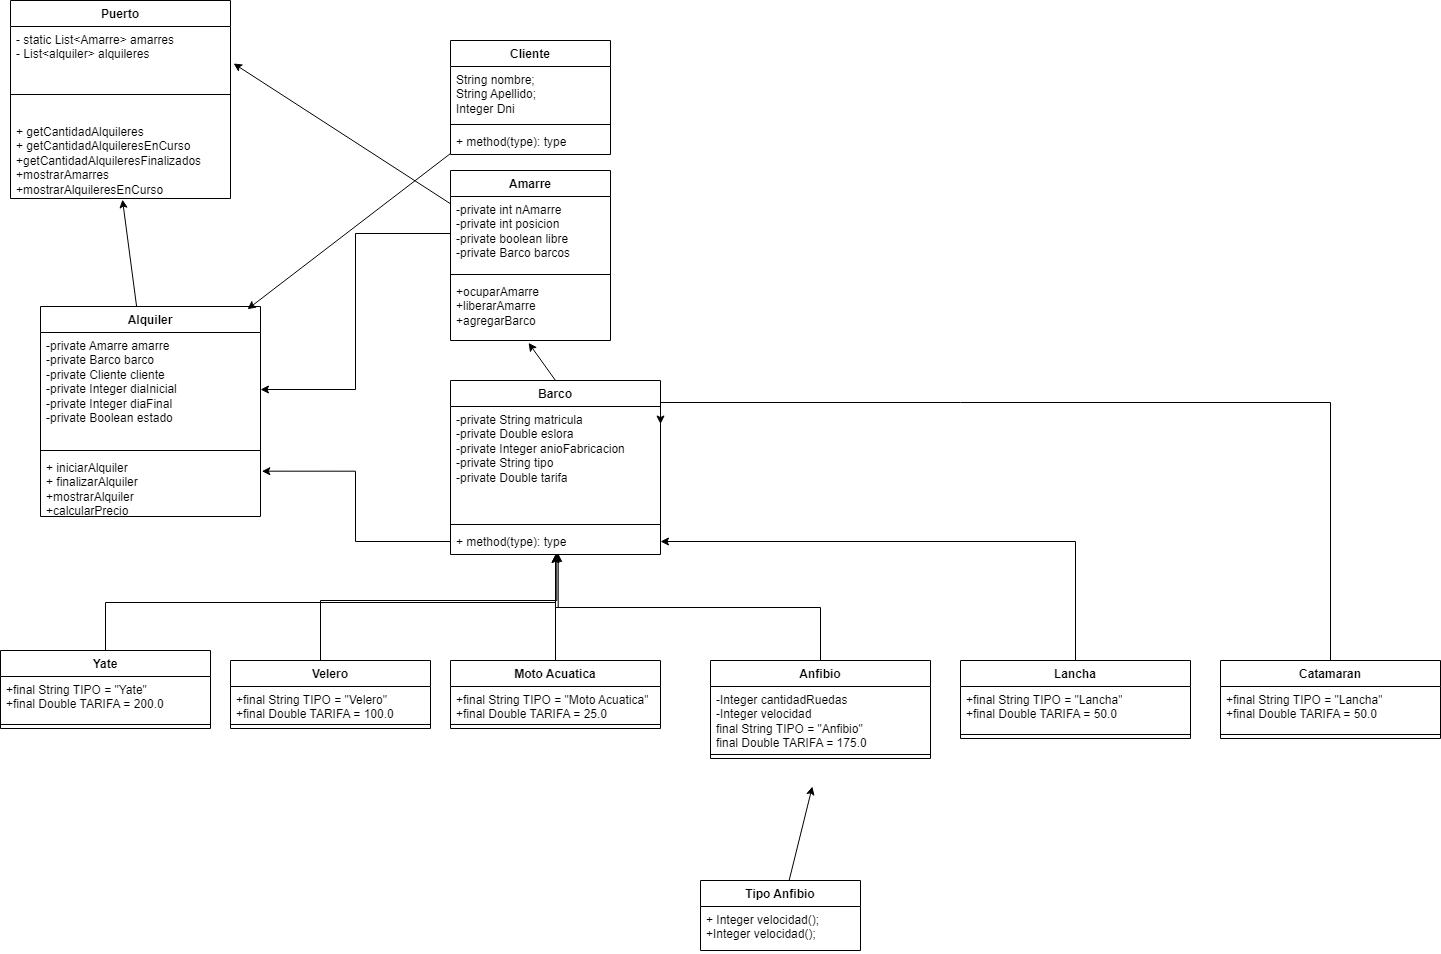 Puerto
- static List<Amarre> amarres
- List<alquiler> alquileres
+ getCantidadAlquileres
+ getCantidadAlquileresEnCurso
+getCantidadAlquileresFinalizados
+mostrarAmarres
+mostrarAlquileresEnCurso
Cliente
String nombre;
String Apellido;
Integer Dni
+ method(type): type
Amarre
-private int nAmarre
-private int posicion
-private boolean libre
-private Barco barcos
+ocuparAmarre
+liberarAmarre
+agregarBarco
Alquiler
-private Amarre amarre
-private Barco barco
-private Cliente cliente
-private Integer diaInicial
-private Integer diaFinal
-private Boolean estado
+ iniciarAlquiler
+ finalizarAlquiler
+mostrarAlquiler
+calcularPrecio
Barco
-private String matricula
-private Double eslora
-private Integer anioFabricacion
-private String tipo
-private Double tarifa
+ method(type): type
Yate
+final String TIPO = "Yate"
+final Double TARIFA = 200.0
Velero
+final String TIPO = "Velero"
+final Double TARIFA = 100.0
Moto Acuatica
+final String TIPO = "Moto Acuatica"
+final Double TARIFA = 25.0
Anfibio
-Integer cantidadRuedas
-Integer velocidad
final String TIPO = "Anfibio"
final Double TARIFA = 175.0
Lancha
+final String TIPO = "Lancha"
+final Double TARIFA = 50.0
Catamaran
+final String TIPO = "Lancha"
+final Double TARIFA = 50.0
Tipo Anfibio
+ Integer velocidad();
+Integer velocidad();